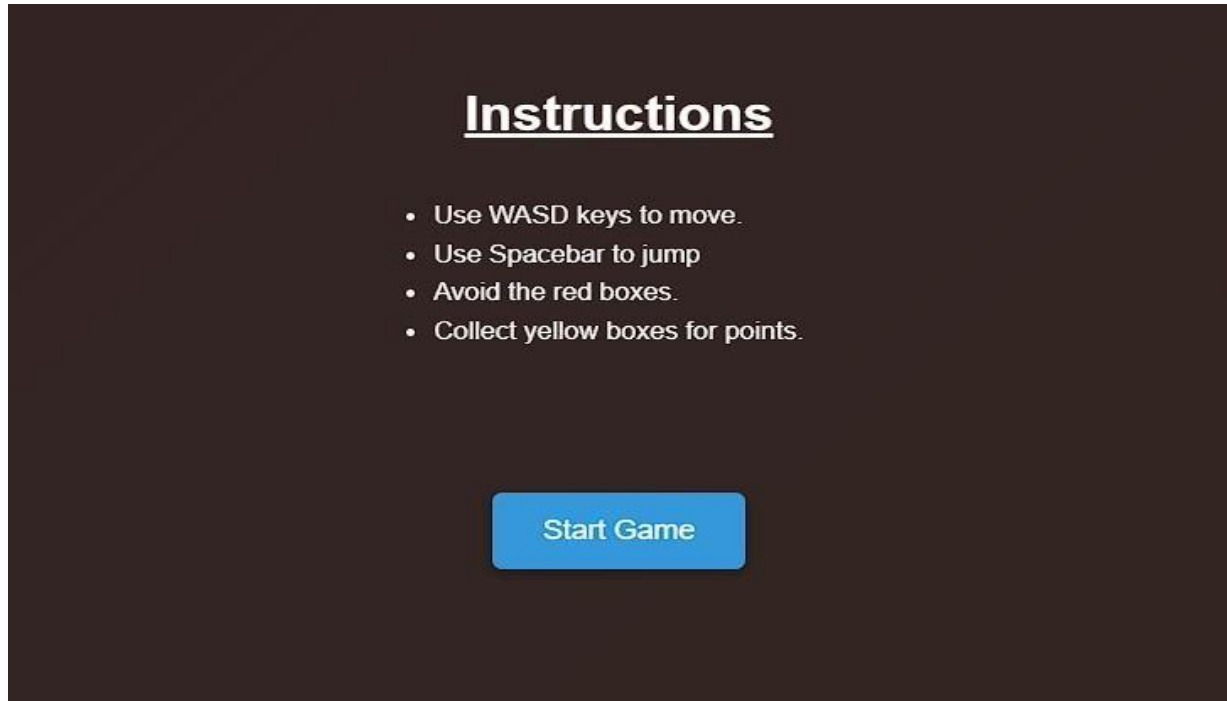 Instructions
• Use WASD keys to move.
• Use Spacebar to jump
• Avoid the red boxes.
• Collect yellow boxes for points.
Start Game